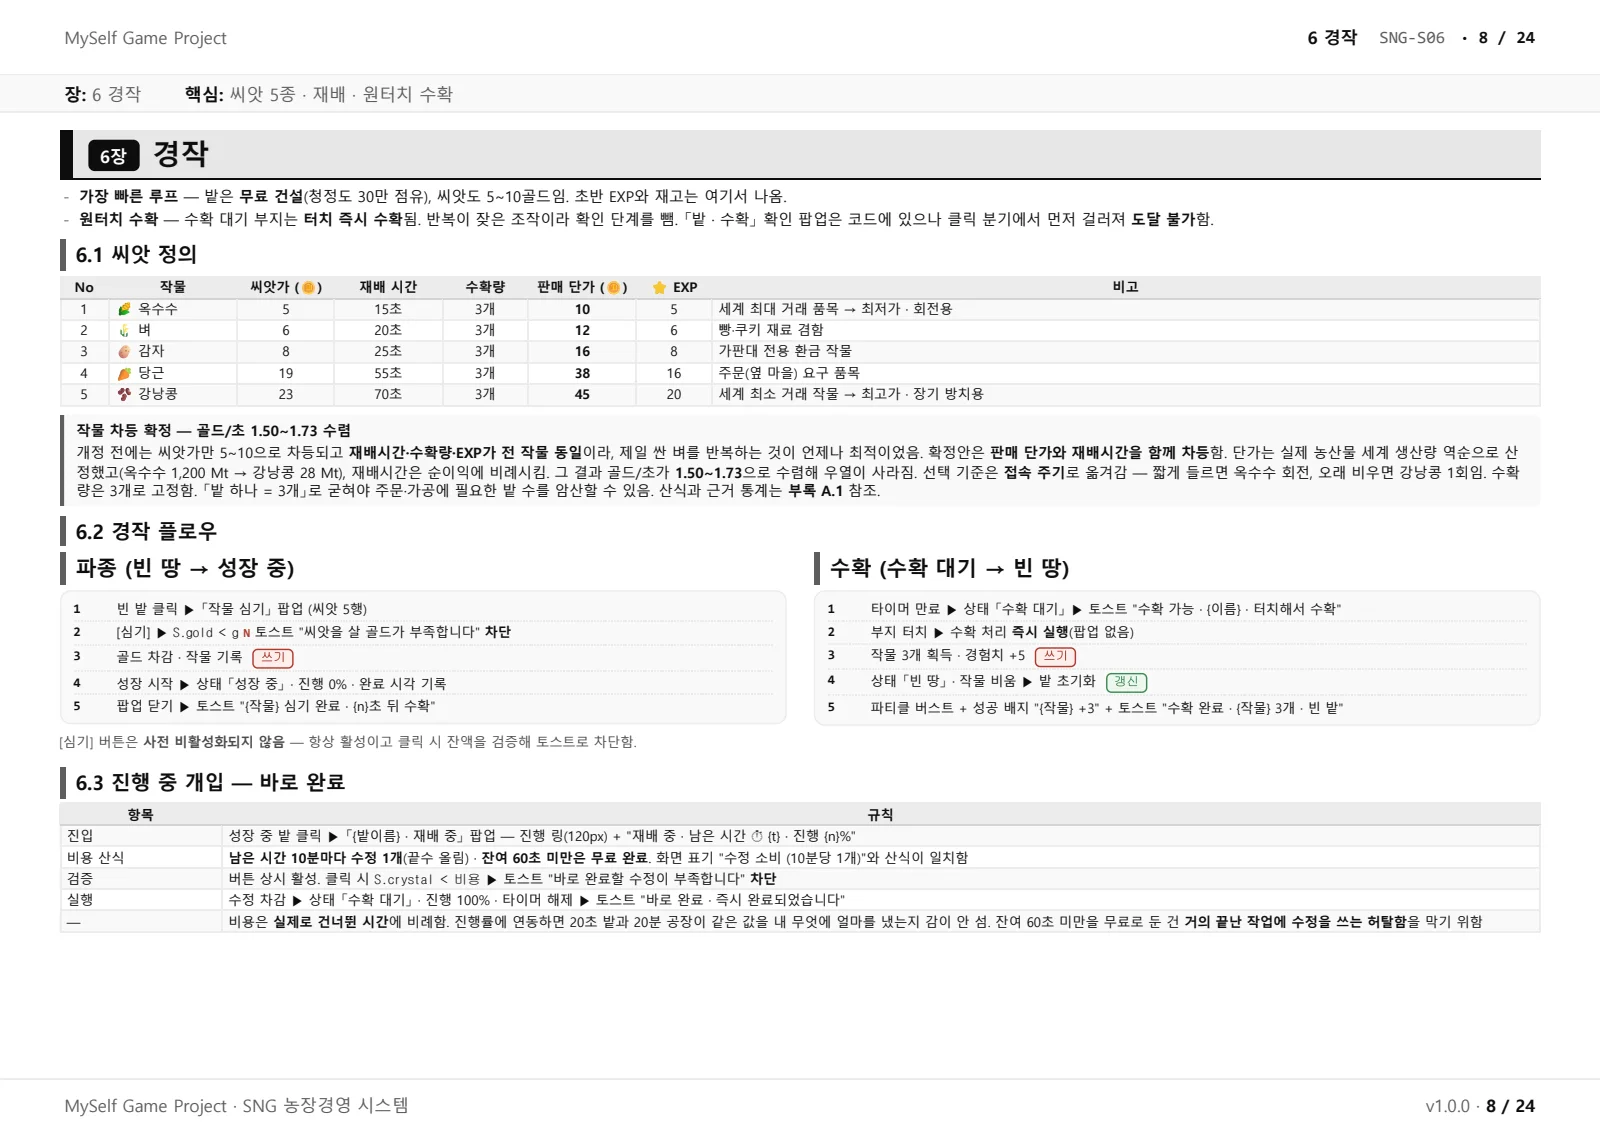 MySelf Game Project
6 경작 SNG-S06 · 8 / 24
장: 6 경작 핵심: 씨앗 5종 · 재배 · 원터치 수확
6장 경작
- 가장 빠른 루프 — 밭은 무료 건설(청정도 30만 점유), 씨앗도 5~10골드임. 초반 EXP와 재고는 여기서 나옴.
- 원터치 수확 — 수확 대기 부지는 터치 즉시 수확됨. 반복이 잦은 조작이라 확인 단계를 뺌. 「밭 · 수확」 확인 팝업은 코드에 있으나 클릭 분기에서 먼저 걸러져 도달 불가함.
6.1 씨앗 정의
No 작물 씨앗가 (🪙) 재배 시간 수확량 판매 단가 (🪙) ⭐ EXP 비고
1 🌽 옥수수 5 15초 3개 10 5 세계 최대 거래 품목 → 최저가 · 회전용
2 벼 6 20초 3개 12 6 빵·쿠키 재료 겸함
3 🥔 감자 8 25초 3개 16 8 가판대 전용 환금 작물
4 🥕 당근 19 55초 3개 38 16 주문(옆 마을) 요구 품목
5 🫘 강낭콩 23 70초 3개 45 20 세계 최소 거래 작물 → 최고가 · 장기 방치용
작물 차등 확정 — 골드/초 1.50~1.73 수렴
개정 전에는 씨앗가만 5~10으로 차등되고 재배시간·수확량·EXP가 전 작물 동일이라, 제일 싼 벼를 반복하는 것이 언제나 최적이었음. 확정안은 판매 단가와 재배시간을 함께 차등함. 단가는 실제 농산물 세계 생산량 역순으로 산
정했고(옥수수 1,200 Mt → 강낭콩 28 Mt), 재배시간은 순이익에 비례시킴. 그 결과 골드/초가 1.50~1.73으로 수렴해 우열이 사라짐. 선택 기준은 접속 주기로 옮겨감 — 짧게 들르면 옥수수 회전, 오래 비우면 강낭콩 1회임. 수확
량은 3개로 고정함. 「밭 하나 = 3개」로 굳혀야 주문·가공에 필요한 밭 수를 암산할 수 있음. 산식과 근거 통계는 부록 A.1 참조.
6.2 경작 플로우
파종 (빈 땅 → 성장 중)
1 빈 밭 클릭 ▶ 「작물 심기」 팝업 (씨앗 5행)
2 [심기] ▶ S.gold < g N 토스트 "씨앗을 살 골드가 부족합니다" 차단
3 골드 차감 · 작물 기록 쓰기
4 성장 시작 ▶ 상태 「성장 중」 · 진행 0% · 완료 시각 기록
5 팝업 닫기 ▶ 토스트 "{작물} 심기 완료 · {n}초 뒤 수확"
수확 (수확 대기 → 빈 땅)
1 타이머 만료 ▶ 상태 「수확 대기」 ▶ 토스트 "수확 가능 · {이름} · 터치해서 수확"
2 부지 터치 ▶ 수확 처리 즉시 실행(팝업 없음)
3 작물 3개 획득 · 경험치 +5 쓰기
4 상태 「빈 땅」 · 작물 비움 ▶ 밭 초기화 갱신
5 파티클 버스트 + 성공 배지 "{작물} +3" + 토스트 "수확 완료 · {작물} 3개 · 빈 밭"
[심기] 버튼은 사전 비활성화되지 않음 — 항상 활성이고 클릭 시 잔액을 검증해 토스트로 차단함.
6.3 진행 중 개입 — 바로 완료
항목 규칙
진입 성장 중 밭 클릭 ▶ 「{밭이름} · 재배 중」 팝업 — 진행 링(120px) + "재배 중 · 남은 시간 ⏱ {t} · 진행 {n}%"
비용 산식 남은 시간 10분마다 수정 1개(끝수 올림) · 잔여 60초 미만은 무료 완료. 화면 표기 "수정 소비 (10분당 1개)"와 산식이 일치함
검증 버튼 상시 활성. 클릭 시 S.crystal < 비용 ▶ 토스트 "바로 완료할 수정이 부족합니다" 차단
실행 수정 차감 ▶ 상태 「수확 대기」 · 진행 100% · 타이머 해제 ▶ 토스트 "바로 완료 · 즉시 완료되었습니다"
— 비용은 실제로 건너뛴 시간에 비례함. 진행률에 연동하면 20초 밭과 20분 공장이 같은 값을 내 무엇에 얼마를 냈는지 감이 안 섬. 잔여 60초 미만을 무료로 둔 건 거의 끝난 작업에 수정을 쓰는 허탈함을 막기 위함
MySelf Game Project · SNG 농장경영 시스템
v1.0.0 · 8 / 24